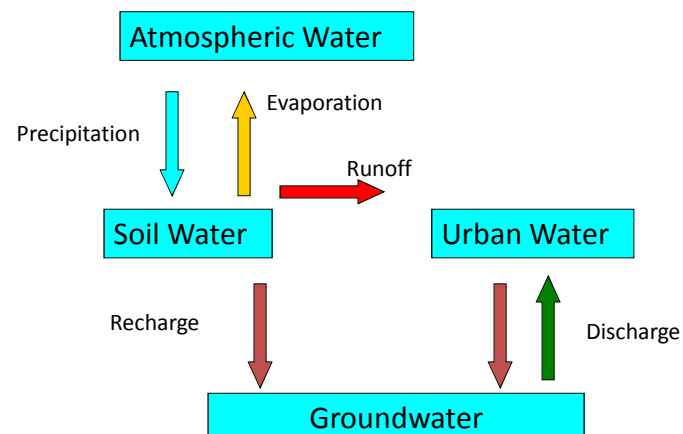 Atmospheric Water
Evaporation
Precipitation
Runoff
Soil Water
Urban Water
Recharge
Discharge
Groundwater